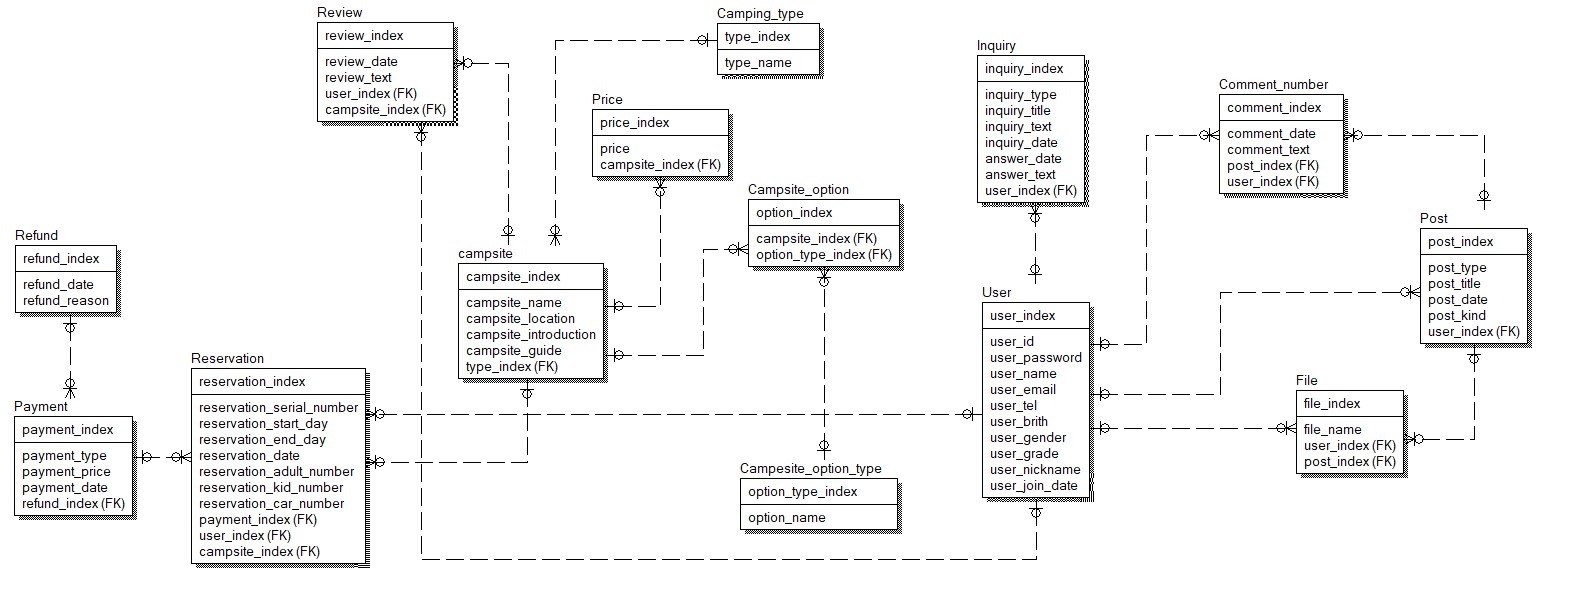 Review
review_index
review_date
review_text
user_index (FK)
campsite_index (FK)
Camping_type
type_index
type_name
Inquiry
inquiry_index
inquiry_type
inquiry_title
inquiry_text
inquiry_date
answer_date
answer_text
user_index (FK)
Comment_number
comment_index
comment_date
comment_text
post_index (FK)
user_index (FK)
Price
price_index
price
campsite_index (FK)
Campsite_option
option_index
campsite_index (FK)
option_type_index (FK)
Post
post_index
post_type
post_title
post_date
post_kind
user_index (FK)
Refund
refund_index
refund_date
refund_reason
campsite
campsite_index
campsite_name
campsite_location
campsite_introduction
campsite_guide
type_index (FK)
User
user_index
user_id
user_password
user_name
user_email
user_tel
user_brith
user_gender
user_grade
user_nickname
user_join_date
Reservation
reservation_index
reservation_serial_number
reservation_start_day
reservation_end_day
reservation_date
reservation_adult_number
reservation_kid_number
reservation_car_number
payment_index (FK)
user_index (FK)
campsite_index (FK)
File
file_index
file_name
user_index (FK)
post_index (FK)
Payment
payment_index
payment_type
payment_price
payment_date
refund_index (FK)
Campesite_option_type
option_type_index
option_name